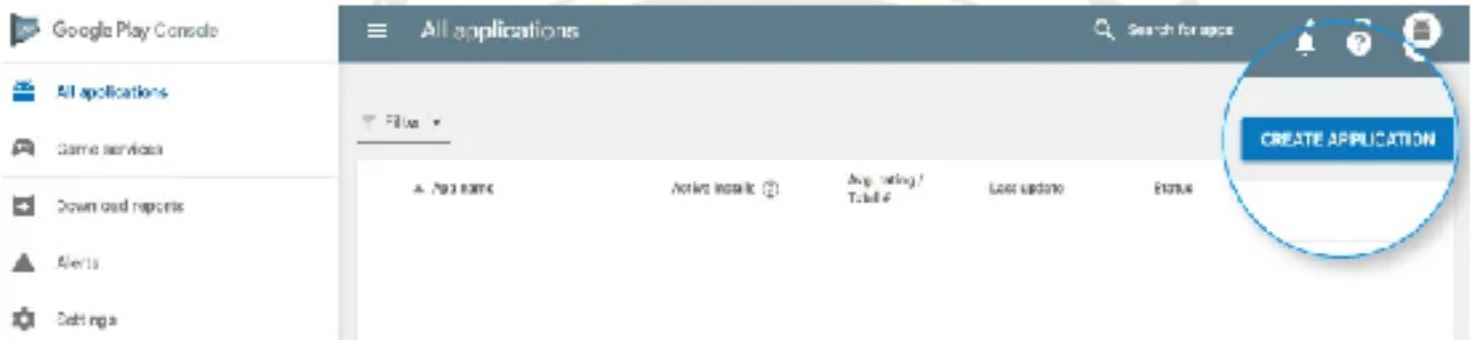 Google Play Console
All applications
Search for apps
All applications
Game services
Download reports
Alerts
Settings
Filter
CREATE APPLICATION
App name
Active installs
Avg. rating /
Total #
Last update
Status